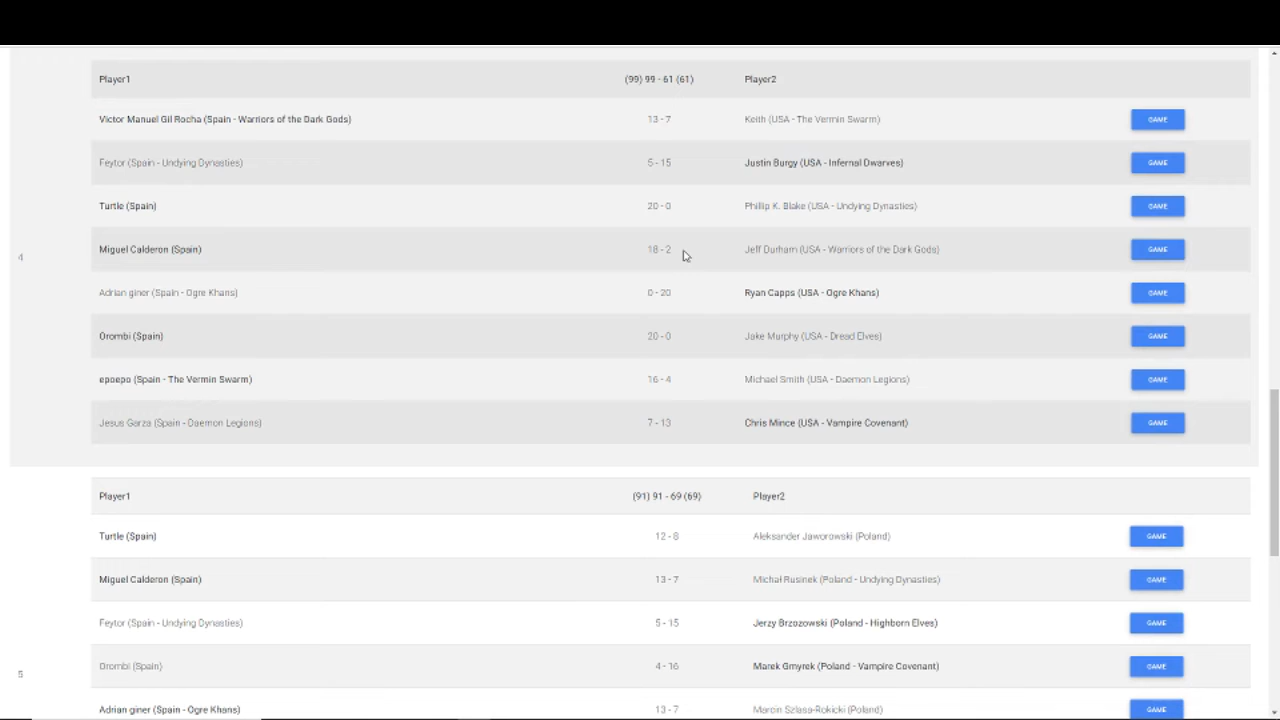 Player1 (99) 99 - 61 (61) Player2
Victor Manuel Gil Rocha (Spain - Warriors of the Dark Gods) 13 - 7 Keith (USA - The Vermin Swarm) GAME
Feytor (Spain - Undying Dynasties) 5 - 15 Justin Burgy (USA - Infernal Dwarves) GAME
Turtle (Spain) 20 - 0 Phillip K. Blake (USA - Undying Dynasties) GAME
4 Miguel Calderon (Spain) 18 - 2 Jeff Durham (USA - Warriors of the Dark Gods) GAME
Adrian giner (Spain - Ogre Khans) 0 - 20 Ryan Capps (USA - Ogre Khans) GAME
Orombi (Spain) 20 - 0 Jake Murphy (USA - Dread Elves) GAME
epoepo (Spain - The Vermin Swarm) 16 - 4 Michael Smith (USA - Daemon Legions) GAME
Jesus Garza (Spain - Daemon Legions) 7 - 13 Chris Mince (USA - Vampire Covenant) GAME
Player1 (91) 91 - 69 (69) Player2
Turtle (Spain) 12 - 8 Aleksander Jaworowski (Poland) GAME
Miguel Calderon (Spain) 13 - 7 Michał Rusinek (Poland - Undying Dynasties) GAME
Feytor (Spain - Undying Dynasties) 5 - 15 Jerzy Brzozowski (Poland - Highborn Elves) GAME
5 Orombi (Spain) 4 - 16 Marek Gmyrek (Poland - Vampire Covenant) GAME
Adrian giner (Spain - Ogre Khans) 13 - 7 Marcin Szlasa-Rokicki (Poland) GAME